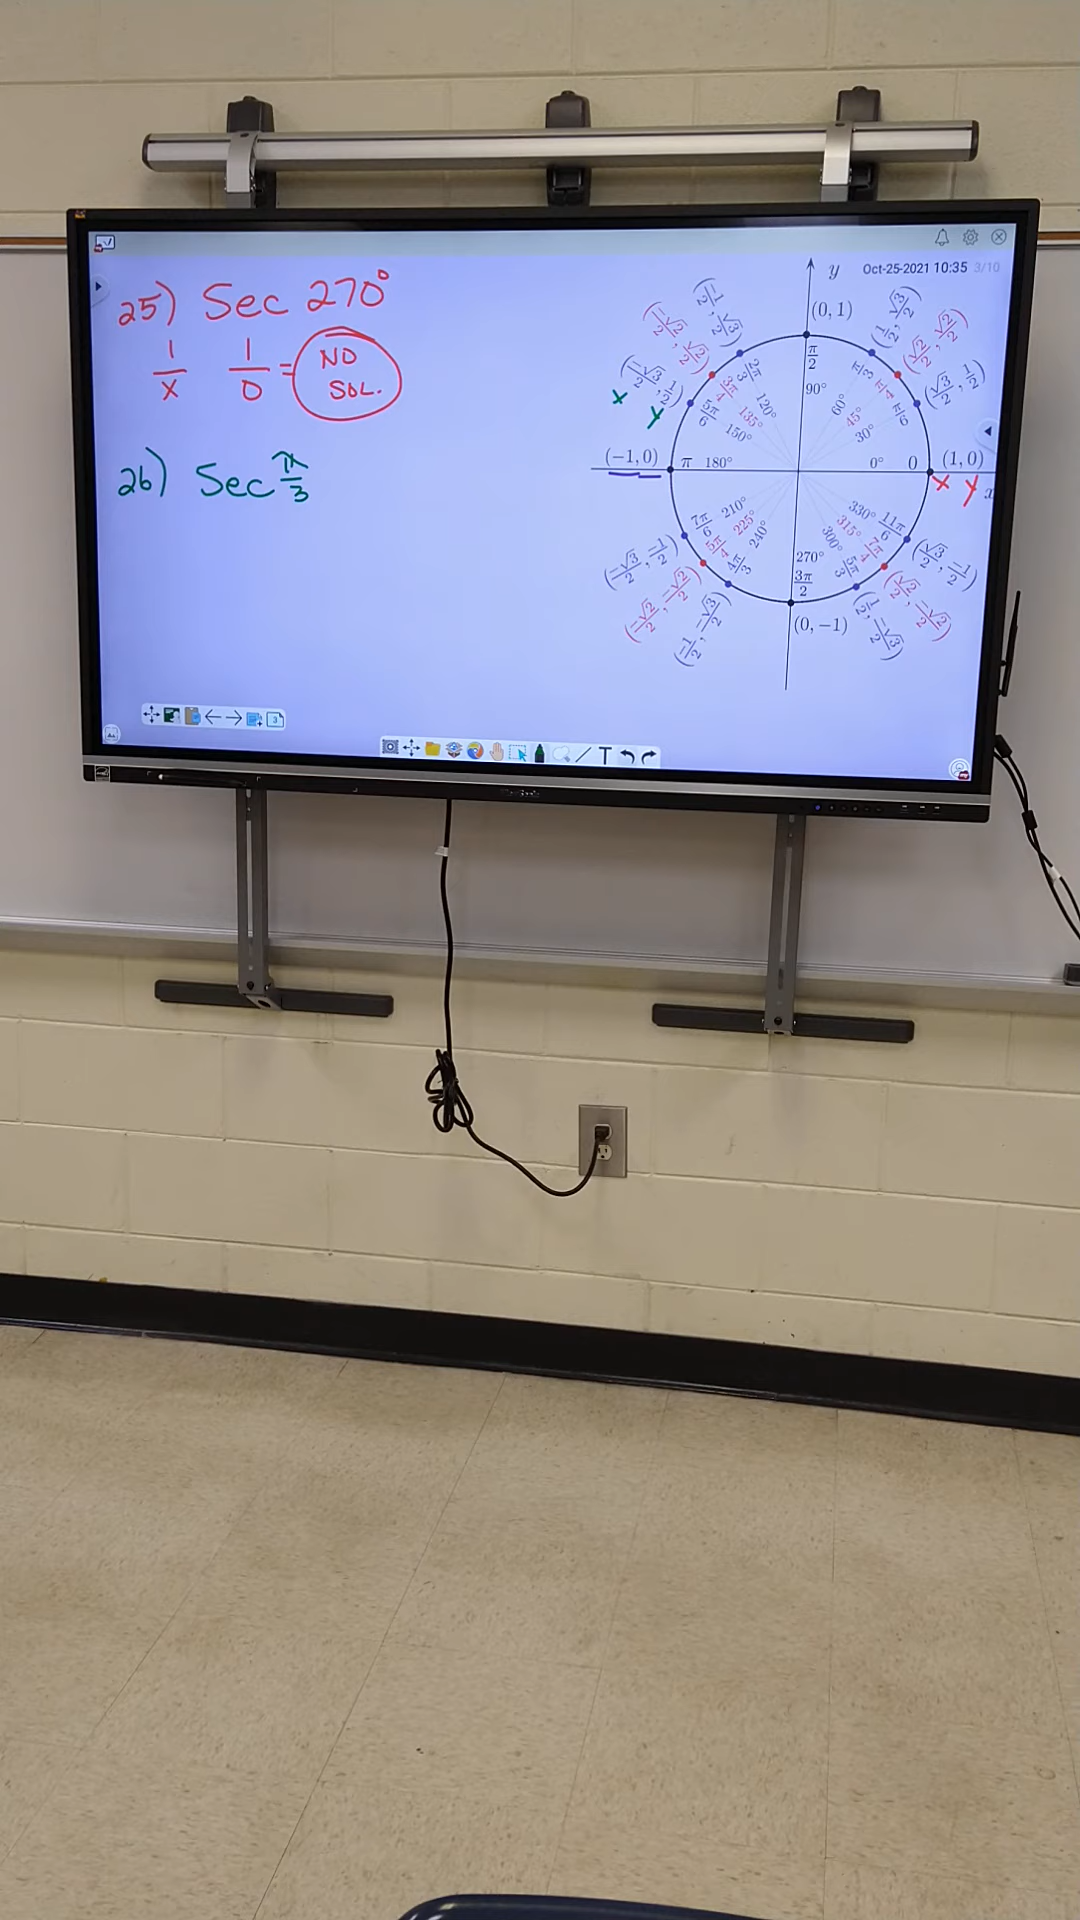 Oct-25-2021 10:35 3/10
25) Sec 270°
1/x 1/0 = NO SOL.
26) Sec π/3
y
(0, 1)
(-1/2, √3/2)
(-√2/2, √2/2)
(-√3/2, 1/2)
x y
(1/2, √3/2)
(√2/2, √2/2)
(√3/2, 1/2)
π/2
90°
2π/3 120°
3π/4 135°
5π/6 150°
π/3 60°
π/4 45°
π/6 30°
(-1, 0) π 180°
0° 0 (1, 0)
x y
x
7π/6 210°
5π/4 225°
4π/3 240°
270°
3π/2
330° 11π/6
315° 7π/4
300° 5π/3
(-√3/2, -1/2)
(-√2/2, -√2/2)
(-1/2, -√3/2)
(0, -1)
(√3/2, -1/2)
(√2/2, -√2/2)
(1/2, -√3/2)
3
T